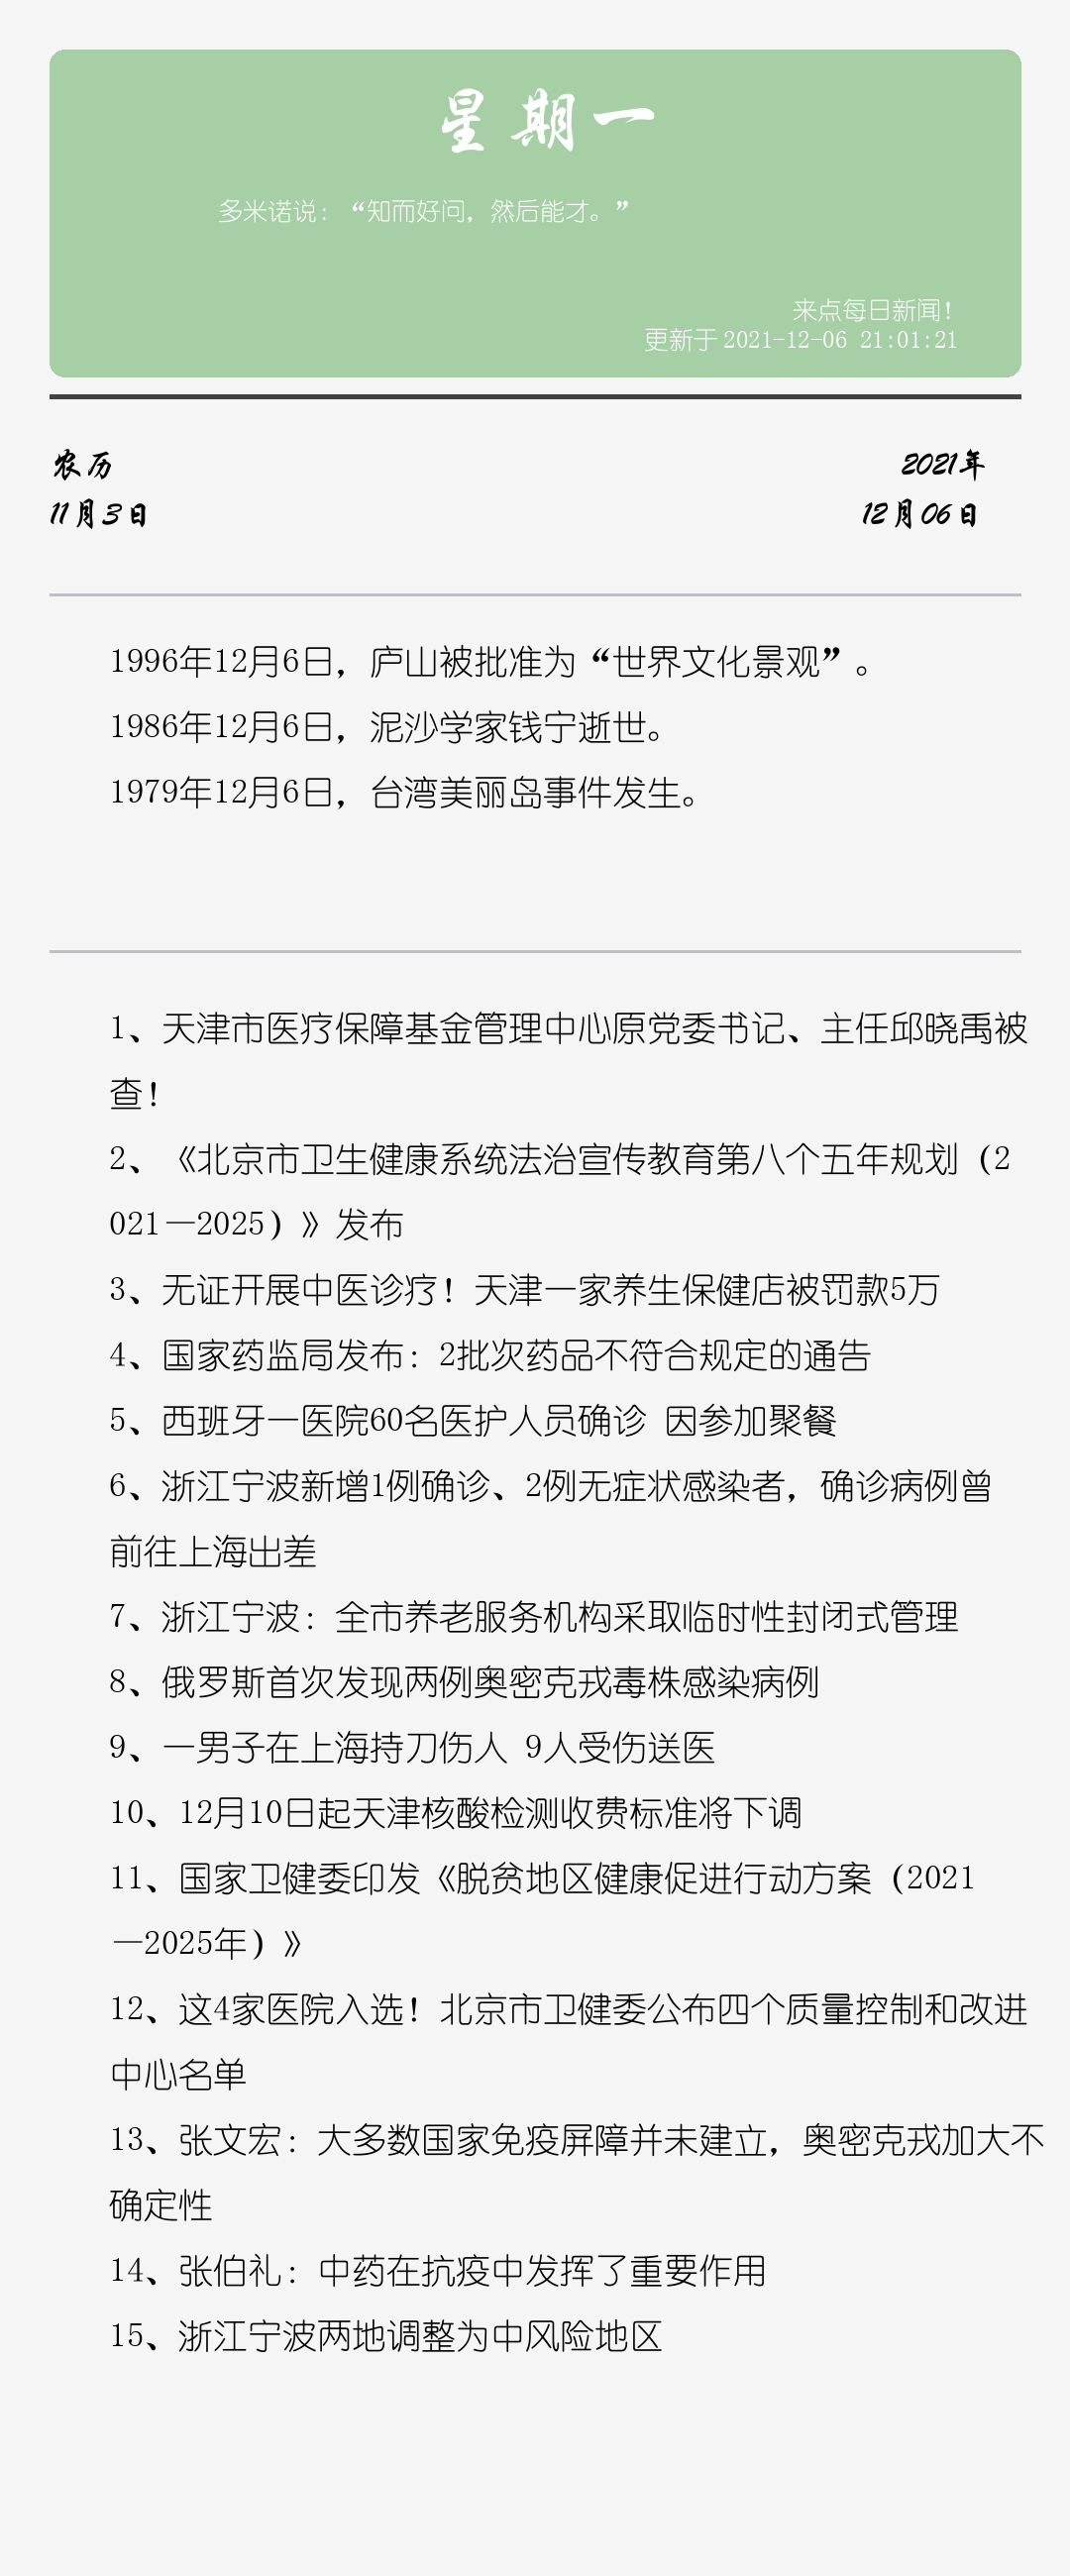 星期一
多米诺说：“知而好问，然后能才。”
来点每日新闻！
更新于 2021-12-06 21:01:21
农历
2021年
11月3日
12月06日
1996年12月6日，庐山被批准为“世界文化景观”。
1986年12月6日，泥沙学家钱宁逝世。
1979年12月6日，台湾美丽岛事件发生。
1、天津市医疗保障基金管理中心原党委书记、主任邱晓禹被
查！
2、《北京市卫生健康系统法治宣传教育第八个五年规划（2
021—2025）》发布
3、无证开展中医诊疗！天津一家养生保健店被罚款5万
4、国家药监局发布：2批次药品不符合规定的通告
5、西班牙一医院60名医护人员确诊 因参加聚餐
6、浙江宁波新增1例确诊、2例无症状感染者，确诊病例曾
前往上海出差
7、浙江宁波：全市养老服务机构采取临时性封闭式管理
8、俄罗斯首次发现两例奥密克戎毒株感染病例
9、一男子在上海持刀伤人 9人受伤送医
10、12月10日起天津核酸检测收费标准将下调
11、国家卫健委印发《脱贫地区健康促进行动方案（2021
—2025年）》
12、这4家医院入选！北京市卫健委公布四个质量控制和改进
中心名单
13、张文宏：大多数国家免疫屏障并未建立，奥密克戎加大不
确定性
14、张伯礼：中药在抗疫中发挥了重要作用
15、浙江宁波两地调整为中风险地区